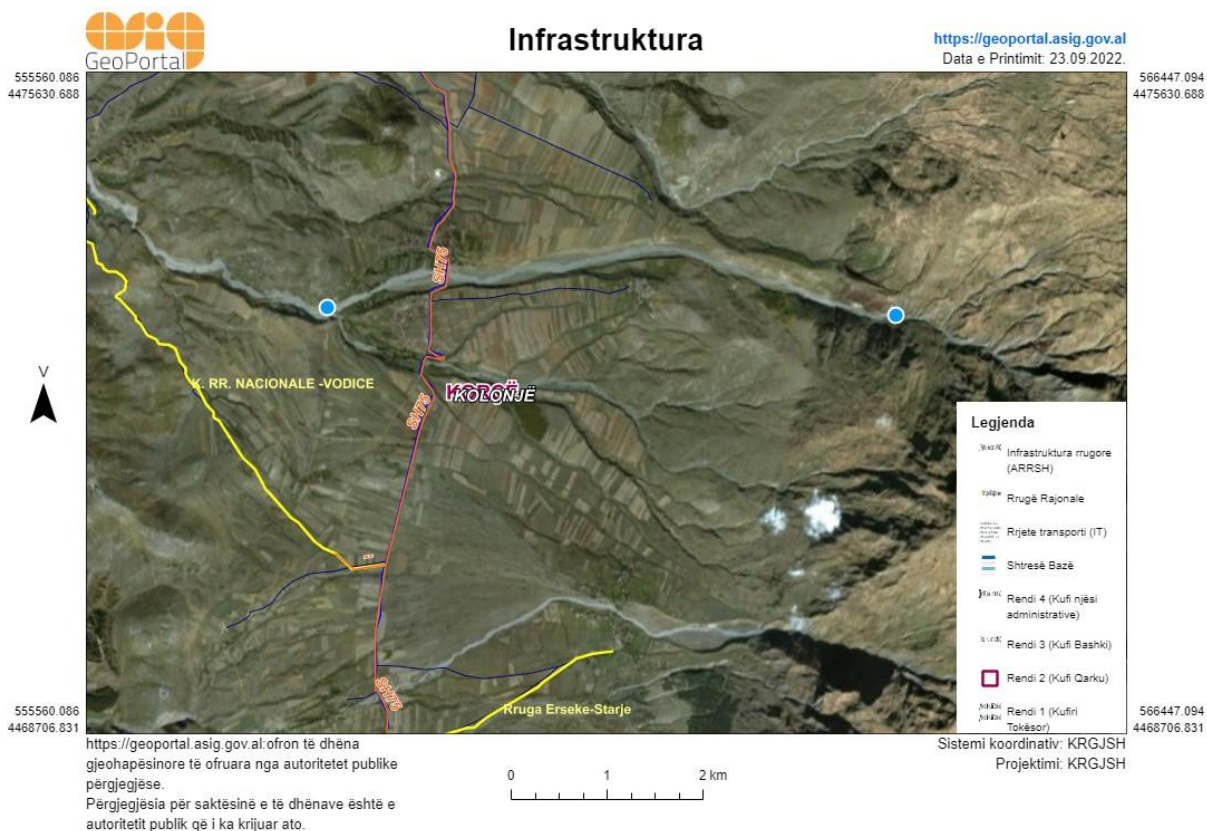 asig
GeoPortal
Infrastruktura
https://geoportal.asig.gov.al
Data e Printimit: 23.09.2022.
555560.086
4475630.688
566447.094
4475630.688
SH75
K. RR. NACIONALE -VODICE
KOLONJË
SH75
SH75
Rruga Erseke-Starje
Legjenda
Infrastruktura rrugore
(ARRSH)
Rrugë Rajonale
Rrjete transporti (IT)
Shtresë Bazë
Rendi 4 (Kufi njësi
administrative)
Rendi 3 (Kufi Bashki)
Rendi 2 (Kufi Qarku)
Rendi 1 (Kufiri
Tokësor)
555560.086
4468706.831
566447.094
4468706.831
https://geoportal.asig.gov.al:ofron të dhëna
gjeohapësinore të ofruara nga autoritetet publike
përgjegjëse.
Përgjegjësia për saktësinë e të dhënave është e
autoritetit publik që i ka krijuar ato.
0 1 2 km
Sistemi koordinativ: KRGJSH
Projektimi: KRGJSH